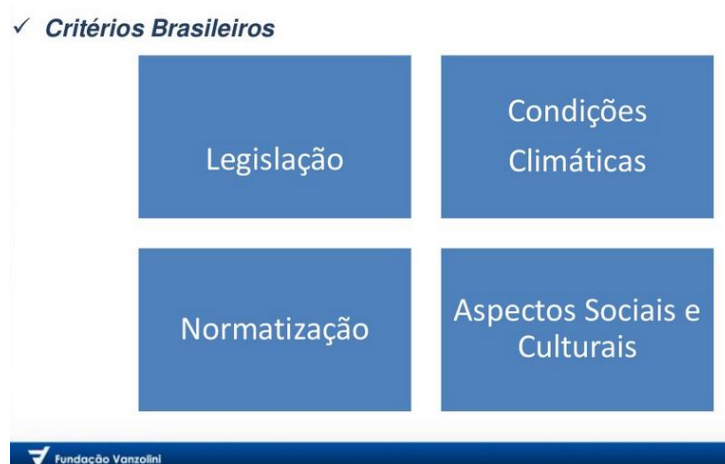 ✓ Critérios Brasileiros
Legislação
Condições
Climáticas
Normatização
Aspectos Sociais e
Culturais
Fundação Vanzolini